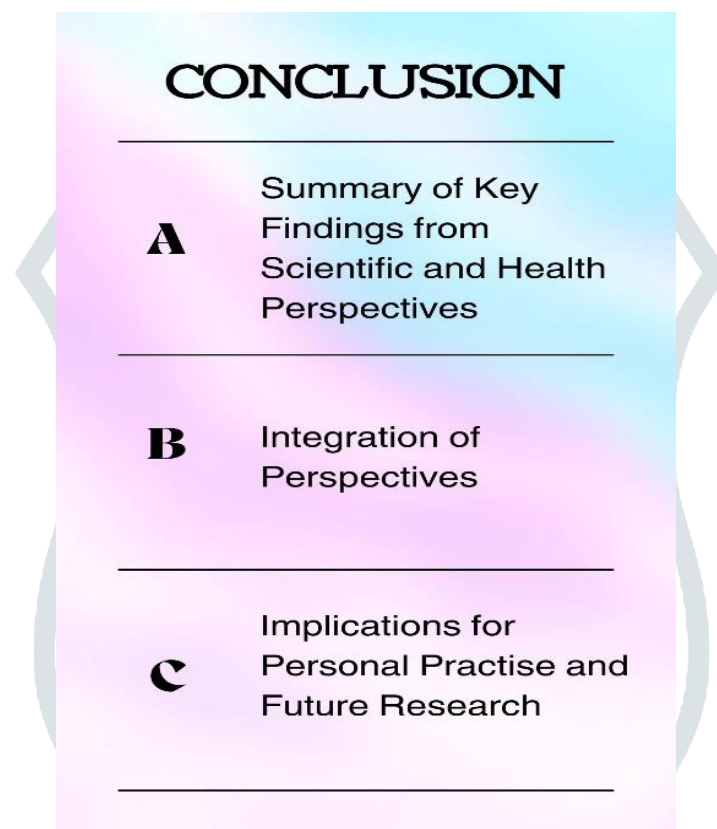 CONCLUSION
A
Summary of Key
Findings from
Scientific and Health
Perspectives
B
Integration of
Perspectives
C
Implications for
Personal Practise and
Future Research